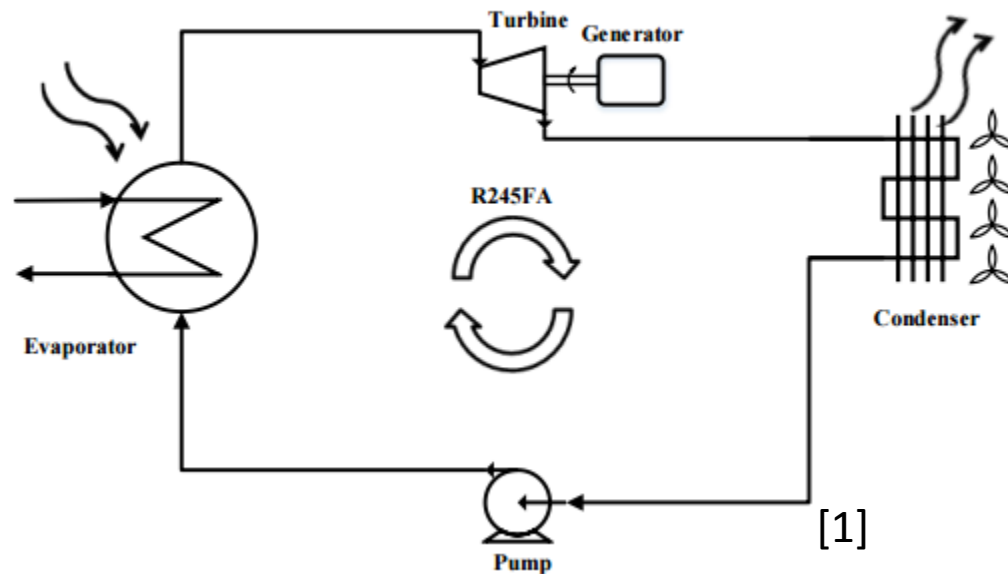 Turbine
Generator
R245FA
Condenser
Evaporator
[1]
Pump